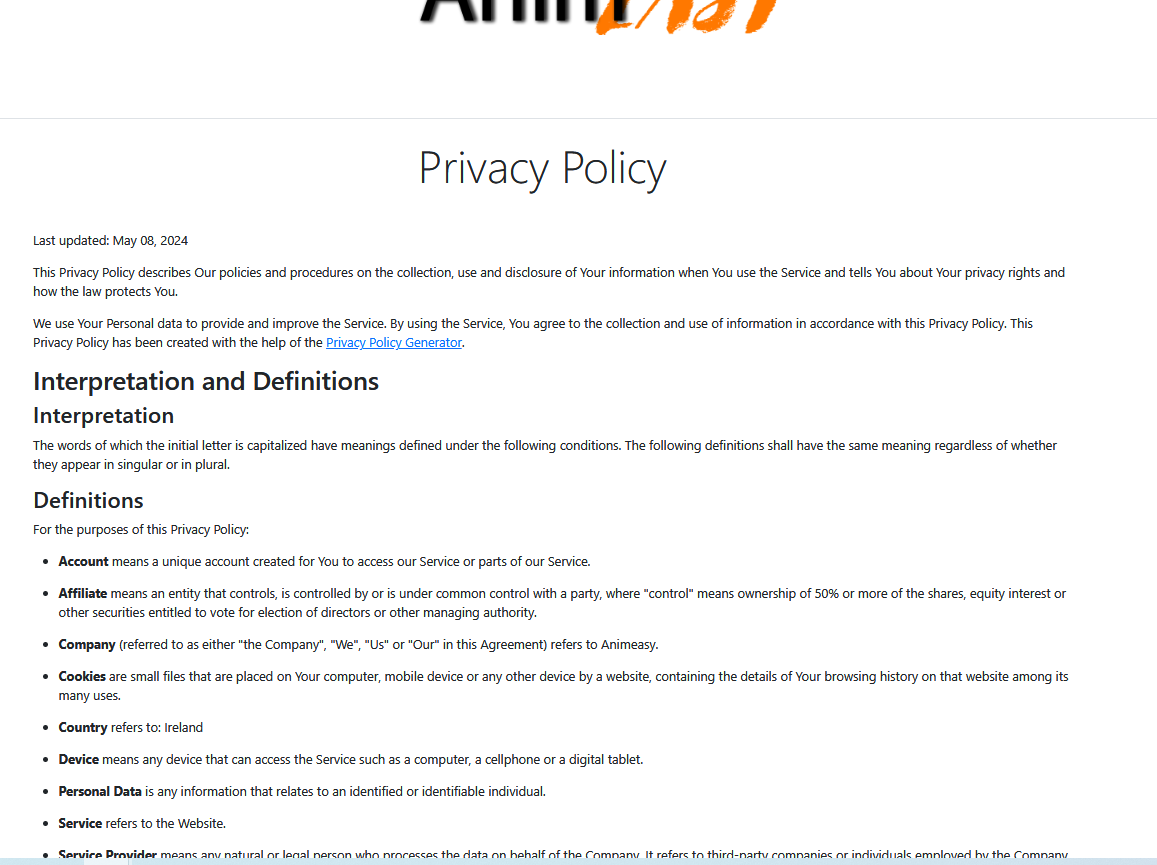 Privacy Policy
Last updated: May 08, 2024
This Privacy Policy describes Our policies and procedures on the collection, use and disclosure of Your information when You use the Service and tells You about Your privacy rights and
how the law protects You.
We use Your Personal data to provide and improve the Service. By using the Service, You agree to the collection and use of information in accordance with this Privacy Policy. This
Privacy Policy has been created with the help of the Privacy Policy Generator.
Interpretation and Definitions
Interpretation
The words of which the initial letter is capitalized have meanings defined under the following conditions. The following definitions shall have the same meaning regardless of whether
they appear in singular or in plural.
Definitions
For the purposes of this Privacy Policy:
• Account means a unique account created for You to access our Service or parts of our Service.
• Affiliate means an entity that controls, is controlled by or is under common control with a party, where "control" means ownership of 50% or more of the shares, equity interest or
other securities entitled to vote for election of directors or other managing authority.
• Company (referred to as either "the Company", "We", "Us" or "Our" in this Agreement) refers to Animeasy.
• Cookies are small files that are placed on Your computer, mobile device or any other device by a website, containing the details of Your browsing history on that website among its
many uses.
• Country refers to: Ireland
• Device means any device that can access the Service such as a computer, a cellphone or a digital tablet.
• Personal Data is any information that relates to an identified or identifiable individual.
• Service refers to the Website.
• Service Provider means any natural or legal person who processes the data on behalf of the Company. It refers to third-party companies or individuals employed by the Company